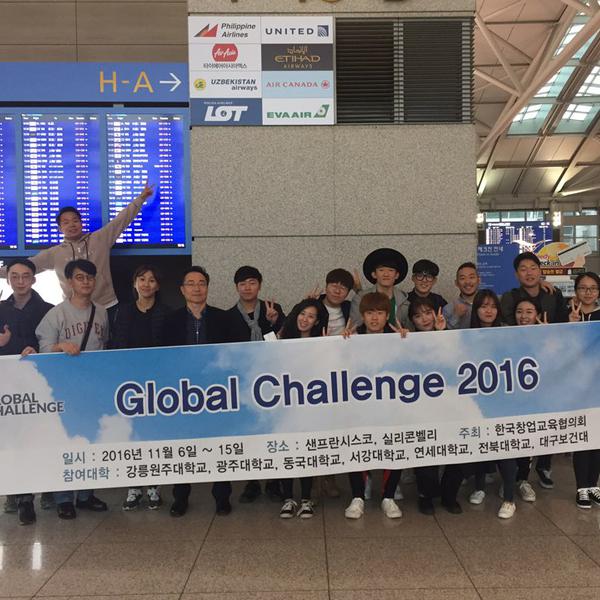 Philippine
Airlines
UNITED
AirAsia
타이에어아시아엑스
ETIHAD
AIRWAYS
UZBEKISTAN
airways
AIR CANADA
LOT
EVA AIR
H-A →
DIGITER
GLOBAL
CHALLENGE
Global Challenge 2016
일시 : 2016년 11월 6일 ~ 15일 장소 : 샌프란시스코, 실리콘벨리 주최 : 한국창업교육협의회
참여대학 : 강릉원주대학교, 광주대학교, 동국대학교, 서강대학교, 연세대학교, 전북대학교, 대구보건대